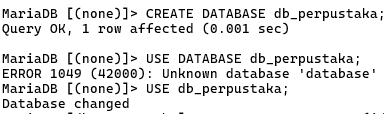 MariaDB [(none)]> CREATE DATABASE db_perpustaka;
Query OK, 1 row affected (0.001 sec)

MariaDB [(none)]> USE DATABASE db_perpustaka;
ERROR 1049 (42000): Unknown database 'database'
MariaDB [(none)]> USE db_perpustaka;
Database changed